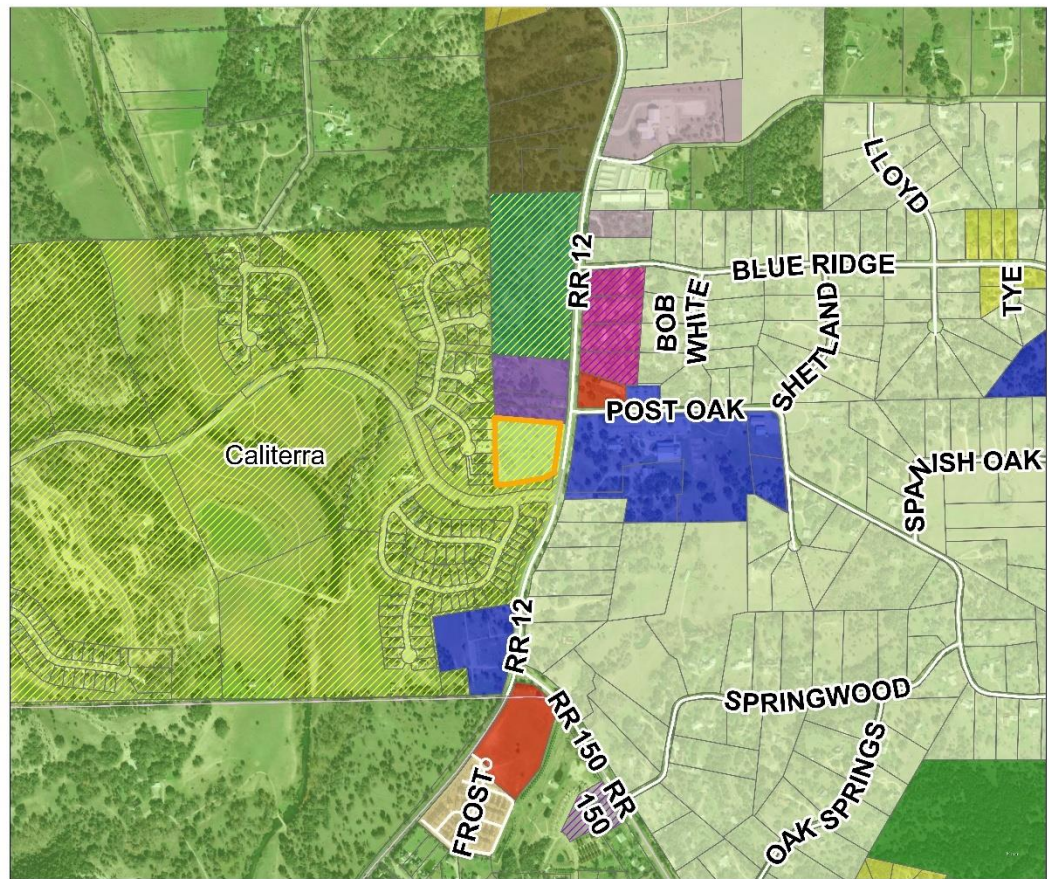 LLOYD
RR 12
BLUE RIDGE
TYE
BOB
WHITE
SHETLAND
POST OAK
Caliterra
SPANISH OAK
RR 12
SPRINGWOOD
RR 150
RR
150
FROST
OAK SPRINGS